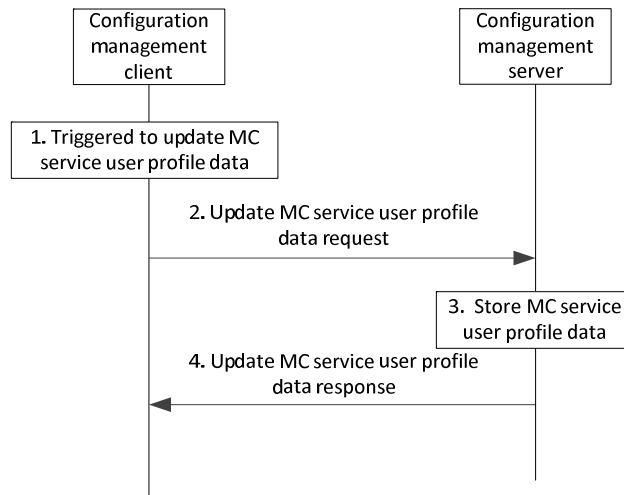 Configuration
management
client
Configuration
management
server
1. Triggered to update MC
service user profile data
2. Update MC service user profile
data request
3. Store MC service
user profile data
4. Update MC service user profile
data response